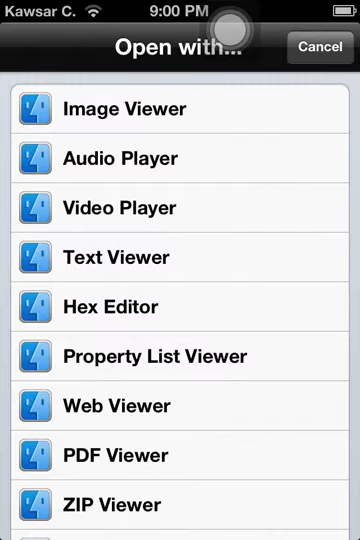 Kawsar C. 9:00 PM
Open with... Cancel
Image Viewer
Audio Player
Video Player
Text Viewer
Hex Editor
Property List Viewer
Web Viewer
PDF Viewer
ZIP Viewer